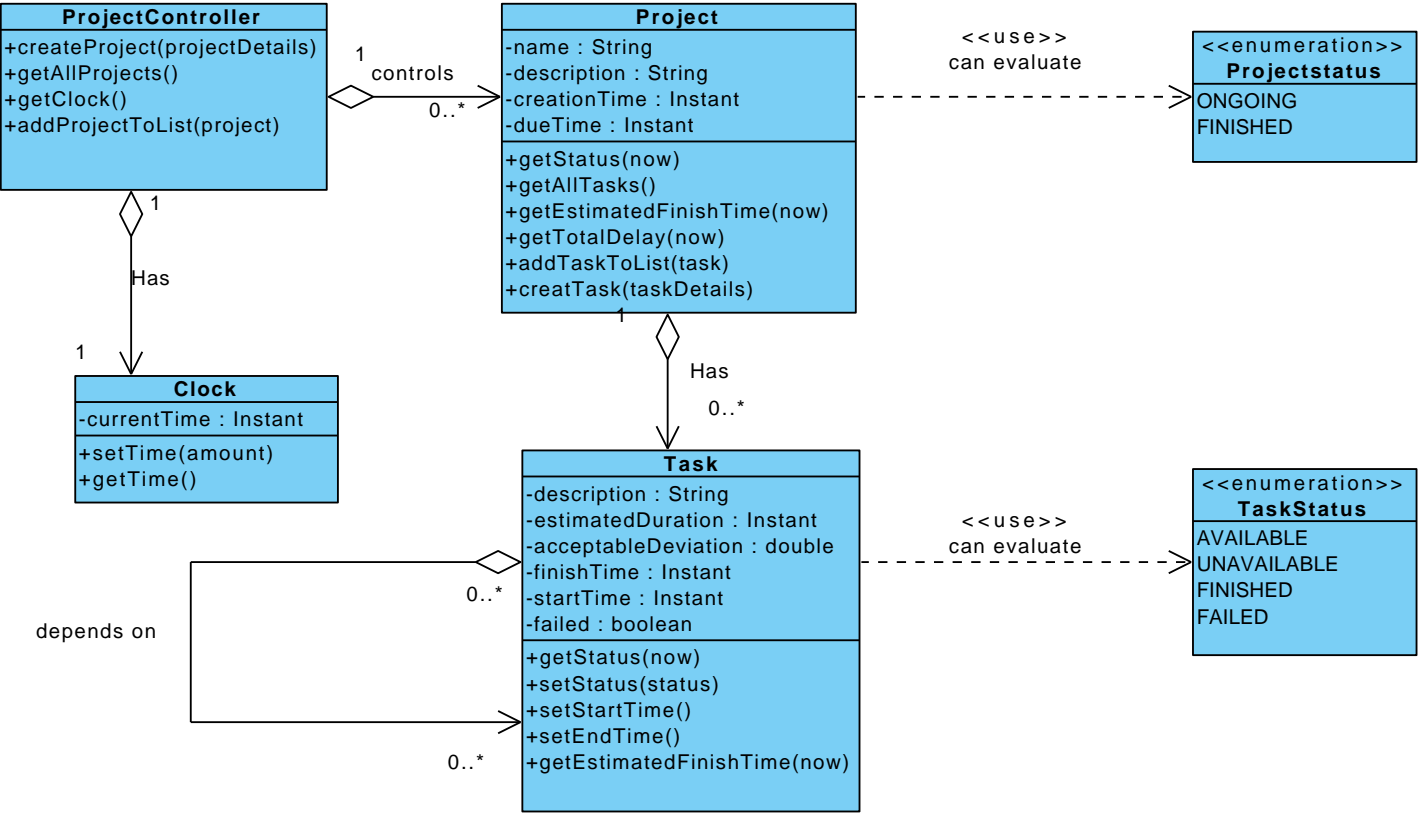 ProjectController
+createProject(projectDetails)
+getAllProjects()
+getClock()
+addProjectToList(project)
1
controls
0..*
Project
-name : String
-description : String
-creationTime : Instant
-dueTime : Instant
+getStatus(now)
+getAllTasks()
+getEstimatedFinishTime(now)
+getTotalDelay(now)
+addTaskToList(task)
+creatTask(taskDetails)
<<use>>
can evaluate
<<enumeration>>
Projectstatus
ONGOING
FINISHED
1
Has
1
Clock
-currentTime : Instant
+setTime(amount)
+getTime()
1
Has
0..*
Task
-description : String
-estimatedDuration : Instant
-acceptableDeviation : double
-finishTime : Instant
-startTime : Instant
-failed : boolean
+getStatus(now)
+setStatus(status)
+setStartTime()
+setEndTime()
+getEstimatedFinishTime(now)
0..*
depends on
0..*
<<use>>
can evaluate
<<enumeration>>
TaskStatus
AVAILABLE
UNAVAILABLE
FINISHED
FAILED